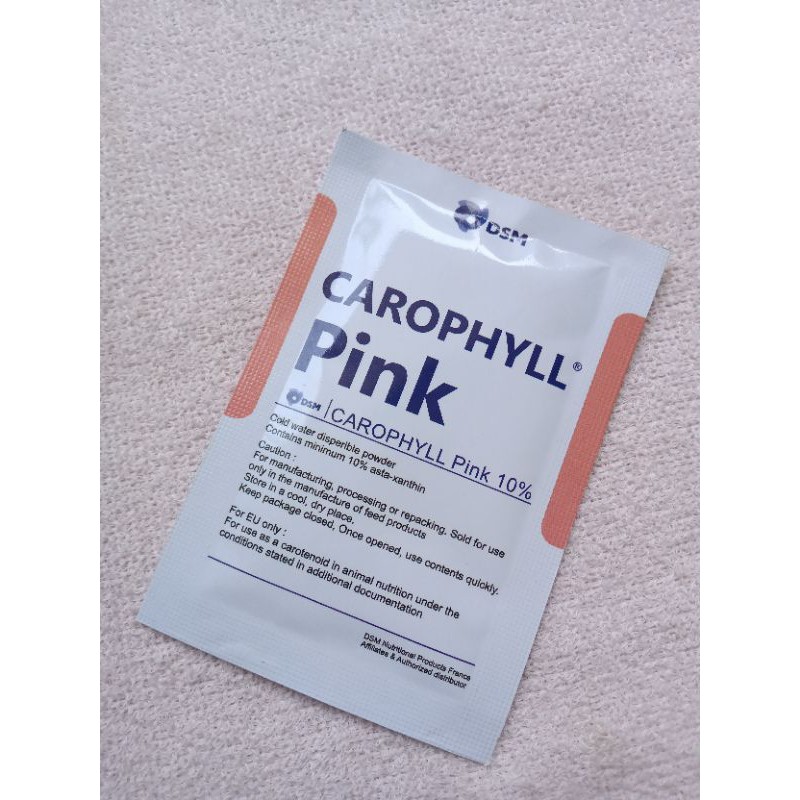 DSM
CAROPHYLL®
Pink
DSM | CAROPHYLL Pink 10%
Cold water disperible powder
Contains minimum 10% asta-xanthin
Caution :
For manufacturing, processing or repacking. Sold for use
only in the manufacture of feed products
Store in a cool, dry place.
Keep package closed. Once opened, use contents quickly.
For EU only :
For use as a carotenoid in animal nutrition under the
conditions stated in additional documentation
DSM Nutritional Products France
Affiliates & Authorized distributor